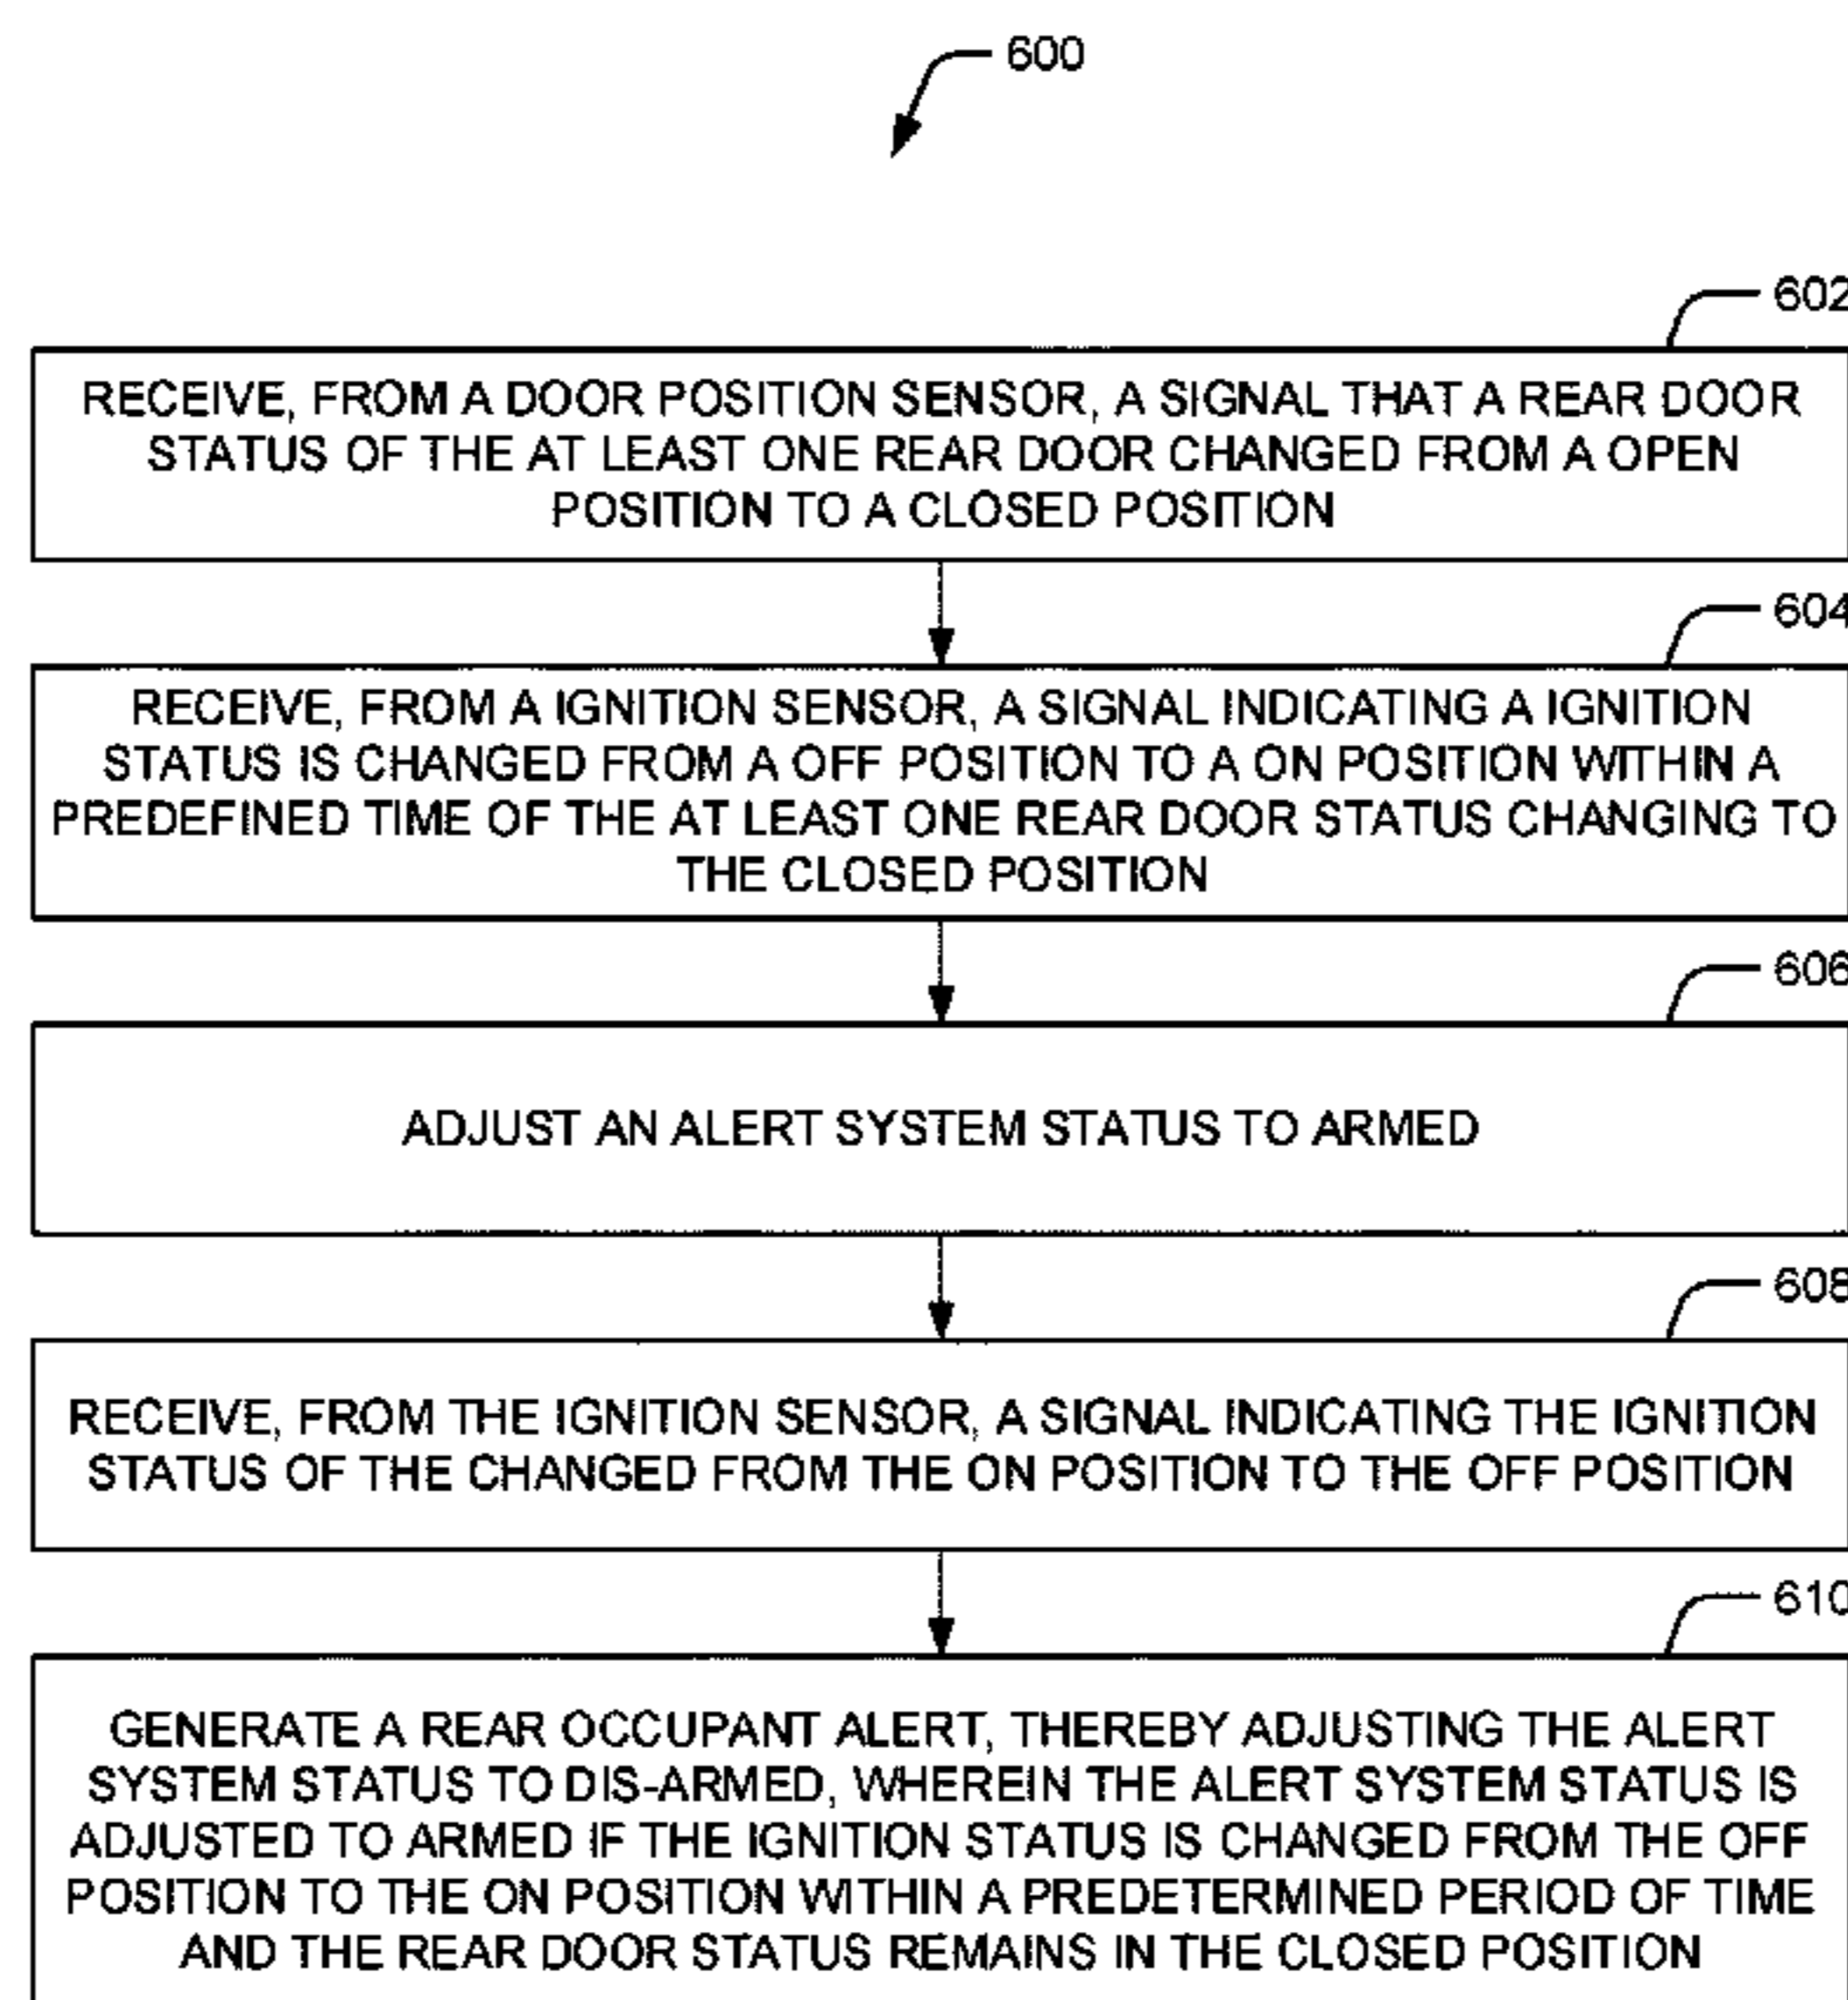 600
602
RECEIVE, FROM A DOOR POSITION SENSOR, A SIGNAL THAT A REAR DOOR
STATUS OF THE AT LEAST ONE REAR DOOR CHANGED FROM A OPEN
POSITION TO A CLOSED POSITION
604
RECEIVE, FROM A IGNITION SENSOR, A SIGNAL INDICATING A IGNITION
STATUS IS CHANGED FROM A OFF POSITION TO A ON POSITION WITHIN A
PREDEFINED TIME OF THE AT LEAST ONE REAR DOOR STATUS CHANGING TO
THE CLOSED POSITION
606
ADJUST AN ALERT SYSTEM STATUS TO ARMED
608
RECEIVE, FROM THE IGNITION SENSOR, A SIGNAL INDICATING THE IGNITION
STATUS OF THE CHANGED FROM THE ON POSITION TO THE OFF POSITION
610
GENERATE A REAR OCCUPANT ALERT, THEREBY ADJUSTING THE ALERT
SYSTEM STATUS TO DIS-ARMED, WHEREIN THE ALERT SYSTEM STATUS IS
ADJUSTED TO ARMED IF THE IGNITION STATUS IS CHANGED FROM THE OFF
POSITION TO THE ON POSITION WITHIN A PREDETERMINED PERIOD OF TIME
AND THE REAR DOOR STATUS REMAINS IN THE CLOSED POSITION